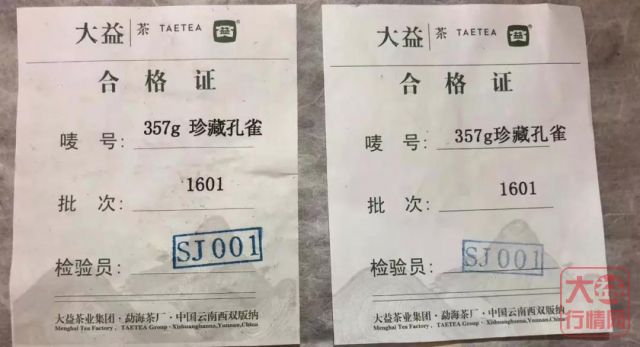 大益 茶 TAETEA 益
合格证
唛号: 357g 珍藏孔雀
批次: 1601
检验员: SJ001
大益茶业集团·勐海茶厂·中国云南西双版纳
Menghai Tea Factory, TAETEA Group·Xishuangbanna,Yunnan,China
大益 茶 TAETEA 益
合格证
唛号: 357g珍藏孔雀
批次: 1601
检验员: SJ001
大益茶业集团·勐海茶厂·中国云南西双版纳
Menghai Tea Factory, TAETEA Group·Xishuangbanna,Yunnan,China
大益
行情网